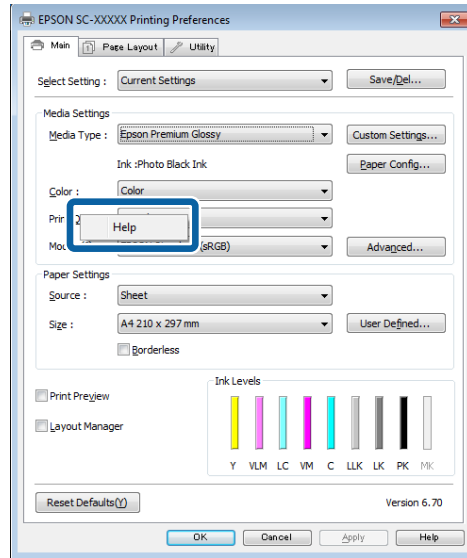 EPSON SC-XXXXX Printing Preferences
Main Page Layout Utility
Select Setting : Current Settings Save/Del...
Media Settings
Media Type : Epson Premium Glossy Custom Settings...
Ink :Photo Black Ink Paper Config...
Color : Color
Help
(sRGB) Advanced...
Paper Settings
Source : Sheet
Size : A4 210 x 297 mm User Defined...
Borderless
Print Preview
Layout Manager
Ink Levels
Y VLM LC VM C LLK LK PK MK
Reset Defaults(Y) Version 6.70
OK Cancel Apply Help